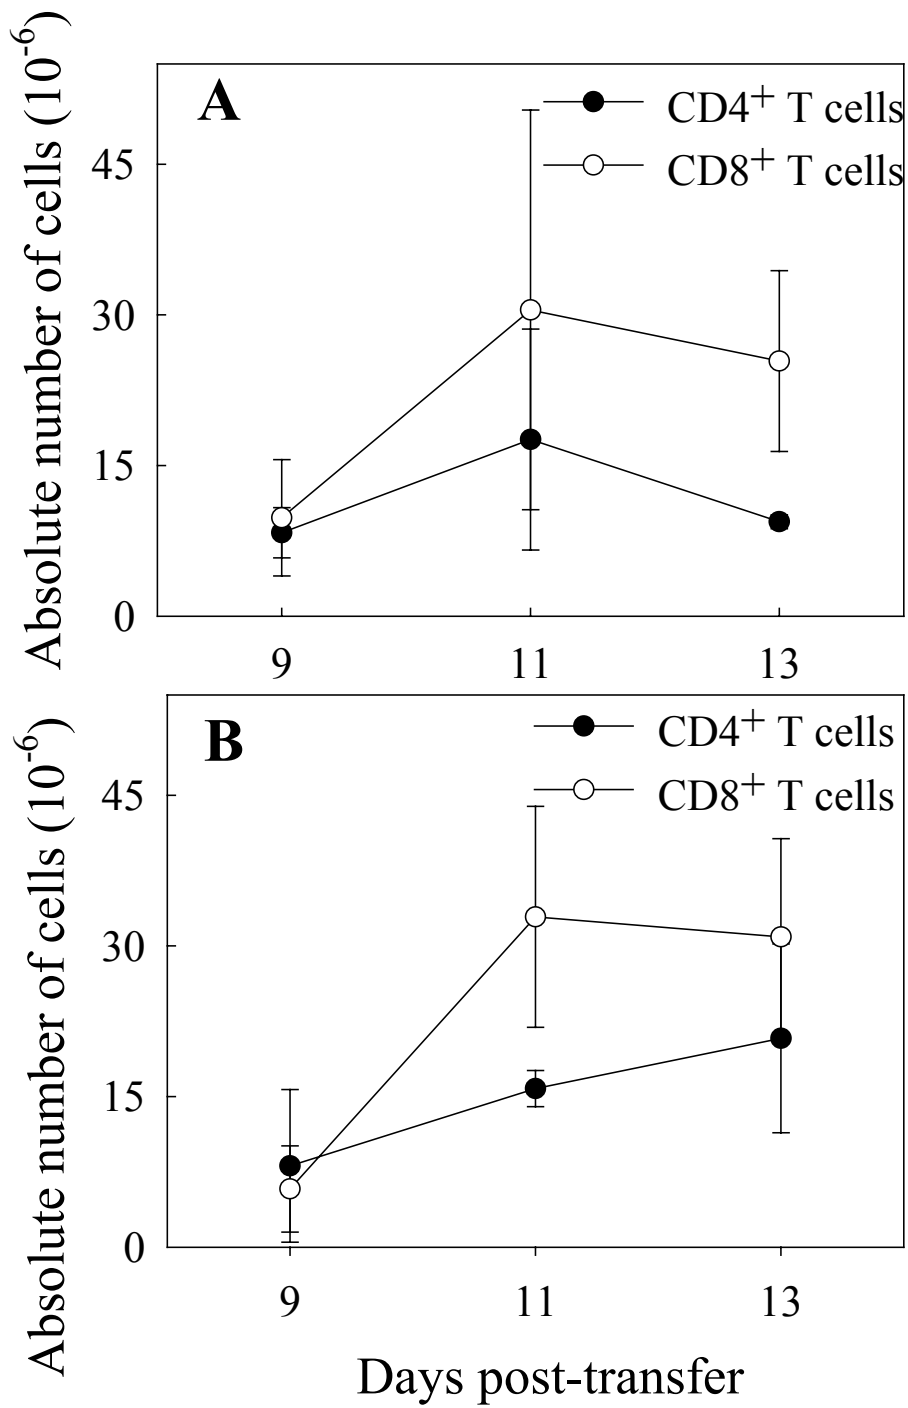 A
CD4+ T cells
CD8+ T cells
Absolute number of cells (10-6)
45
30
15
0
9 11 13
B
CD4+ T cells
CD8+ T cells
Absolute number of cells (10-6)
45
30
15
0
9 11 13
Days post-transfer